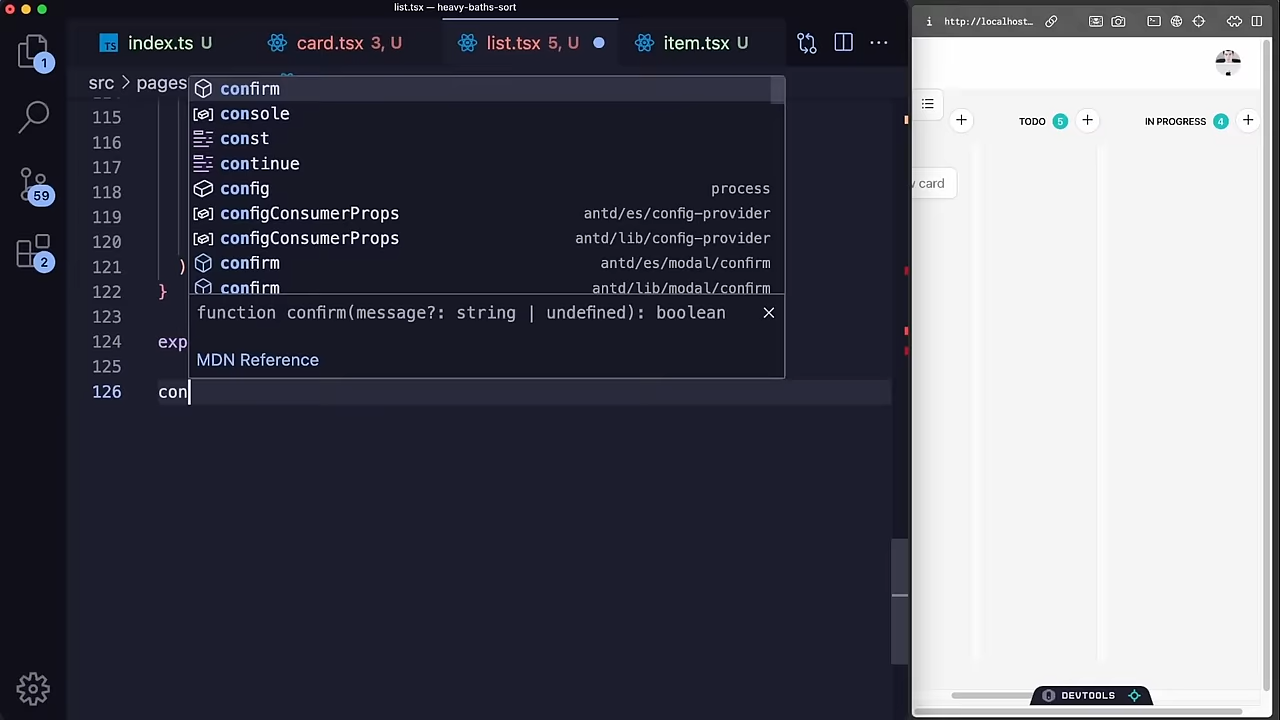 list.tsx — heavy-baths-sort
index.ts U
card.tsx 3, U
list.tsx 5, U
item.tsx U
src > pages
1
59
2
115
116
117
118
119
120
121 )
122 }
123
124 exp
125
126 con
confirm
console
const
continue
config process
configConsumerProps antd/es/config-provider
configConsumerProps antd/lib/config-provider
confirm antd/es/modal/confirm
confirm antd/lib/modal/confirm
function confirm(message?: string | undefined): boolean
MDN Reference
http://localhost…
TODO 5
IN PROGRESS 4
w card
DEVTOOLS